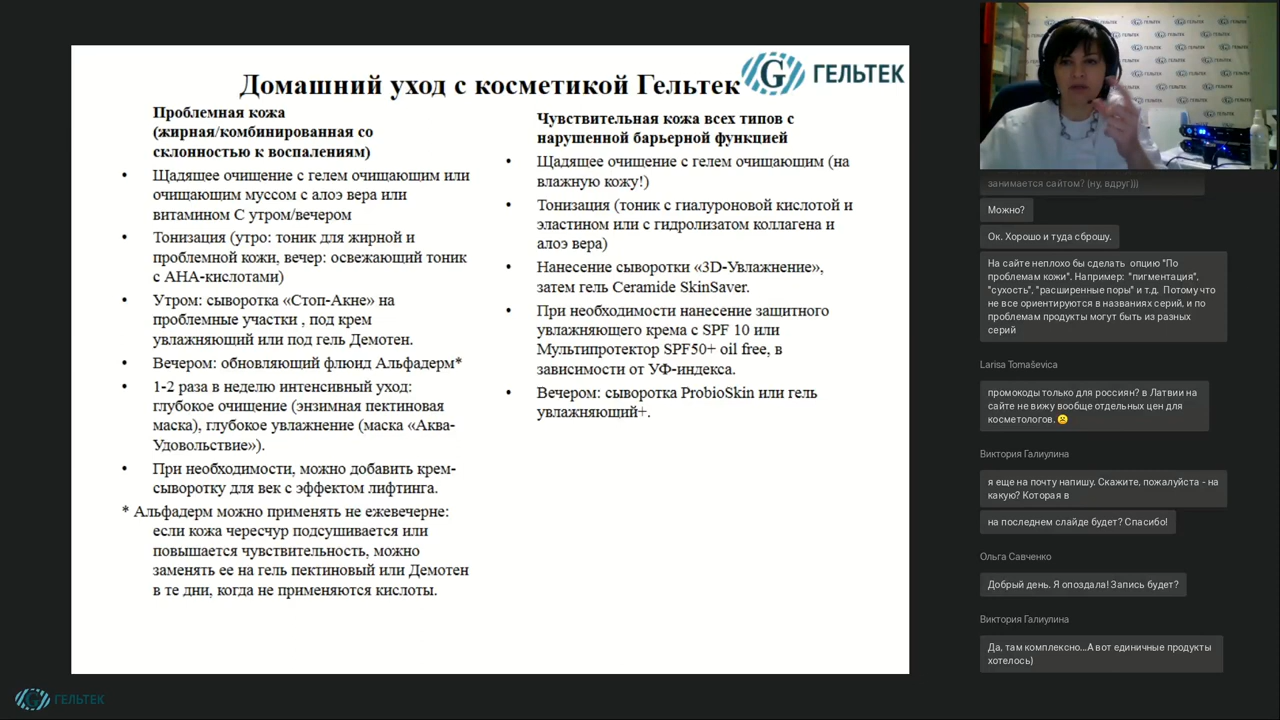 Домашний уход с косметикой Гельтек
ГЕЛЬТЕК
Проблемная кожа
(жирная/комбинированная со
склонностью к воспалениям)
• Щадящее очищение с гелем очищающим или
очищающим муссом с алоэ вера или
витамином С утром/вечером
• Тонизация (утро: тоник для жирной и
проблемной кожи, вечер: освежающий тоник
с АНА-кислотами)
• Утром: сыворотка «Стоп-Акне» на
проблемные участки , под крем
увлажняющий или под гель Демотен.
• Вечером: обновляющий флюид Альфадерм*
• 1-2 раза в неделю интенсивный уход:
глубокое очищение (энзимная пектиновая
маска), глубокое увлажнение (маска «Аква-
Удовольствие»).
• При необходимости, можно добавить крем-
сыворотку для век с эффектом лифтинга.
* Альфадерм можно применять не ежевечерне:
если кожа чересчур подсушивается или
повышается чувствительность, можно
заменять ее на гель пектиновый или Демотен
в те дни, когда не применяются кислоты.
Чувствительная кожа всех типов с
нарушенной барьерной функцией
• Щадящее очищение с гелем очищающим (на
влажную кожу!)
• Тонизация (тоник с гиалуроновой кислотой и
эластином или с гидролизатом коллагена и
алоэ вера)
• Нанесение сыворотки «3D-Увлажнение»,
затем гель Ceramide SkinSaver.
• При необходимости нанесение защитного
увлажняющего крема с SPF 10 или
Мультипротектор SPF50+ oil free, в
зависимости от УФ-индекса.
• Вечером: сыворотка ProbioSkin или гель
увлажняющий+.
ГЕЛЬТЕК
занимается сайтом? (ну, вдруг)))
Можно?
Ок. Хорошо и туда сброшу.
На сайте неплохо бы сделать опцию "По
проблемам кожи". Например: "пигментация",
"сухость", "расширенные поры" и т.д. Потому что
не все ориентируются в названиях серий, и по
проблемам продукты могут быть из разных
серий
Larisa Tomaševica
промокоды только для россиян? в Латвии на
сайте не вижу вообще отдельных цен для
косметологов.☹
Виктория Галиулина
я еще на почту напишу. Скажите, пожалуйста - на
какую? Которая в
на последнем слайде будет? Спасибо!
Ольга Савченко
Добрый день. Я опоздала! Запись будет?
Виктория Галиулина
Да, там комплексно...А вот единичные продукты
хотелось)
ГЕЛЬТЕК